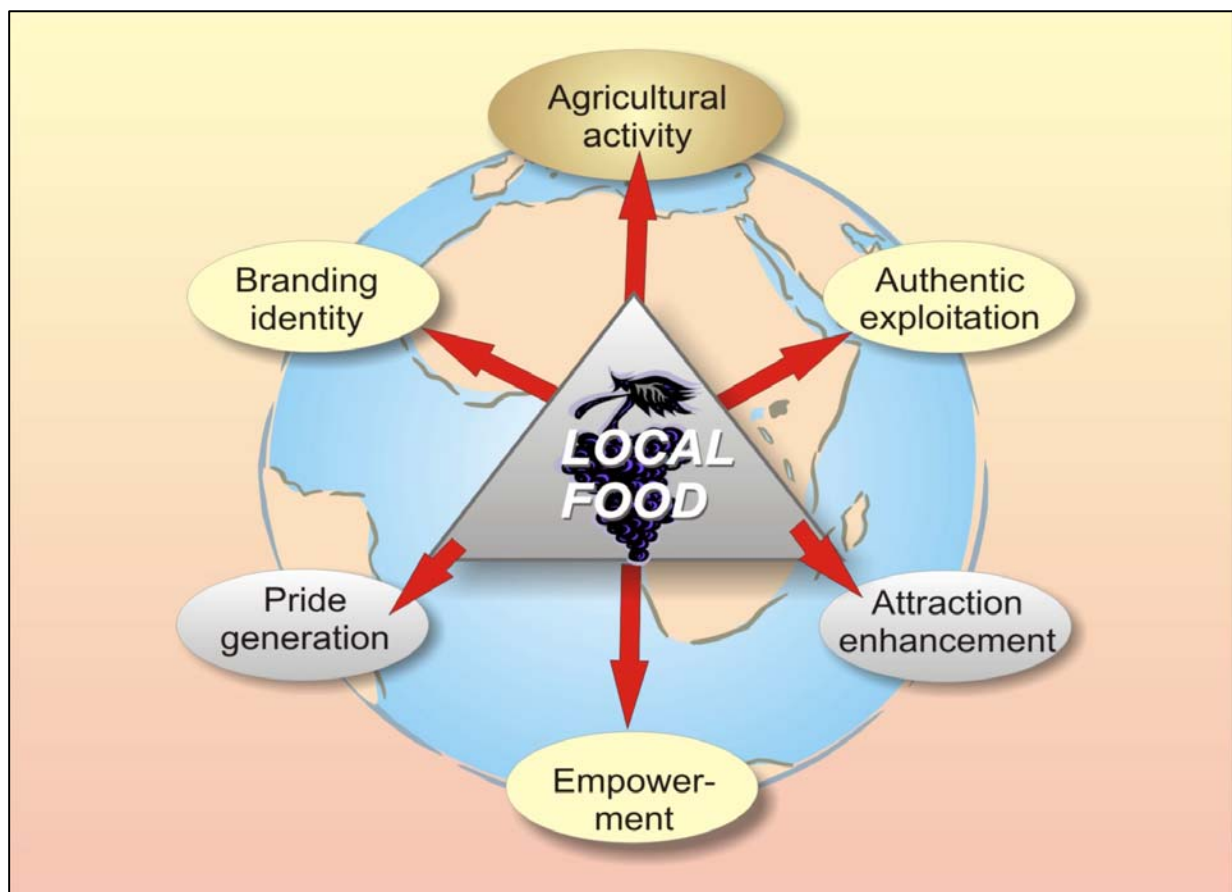 Agricultural
activity
Branding
identity
Authentic
exploitation
LOCAL
FOOD
Pride
generation
Attraction
enhancement
Empower-
ment